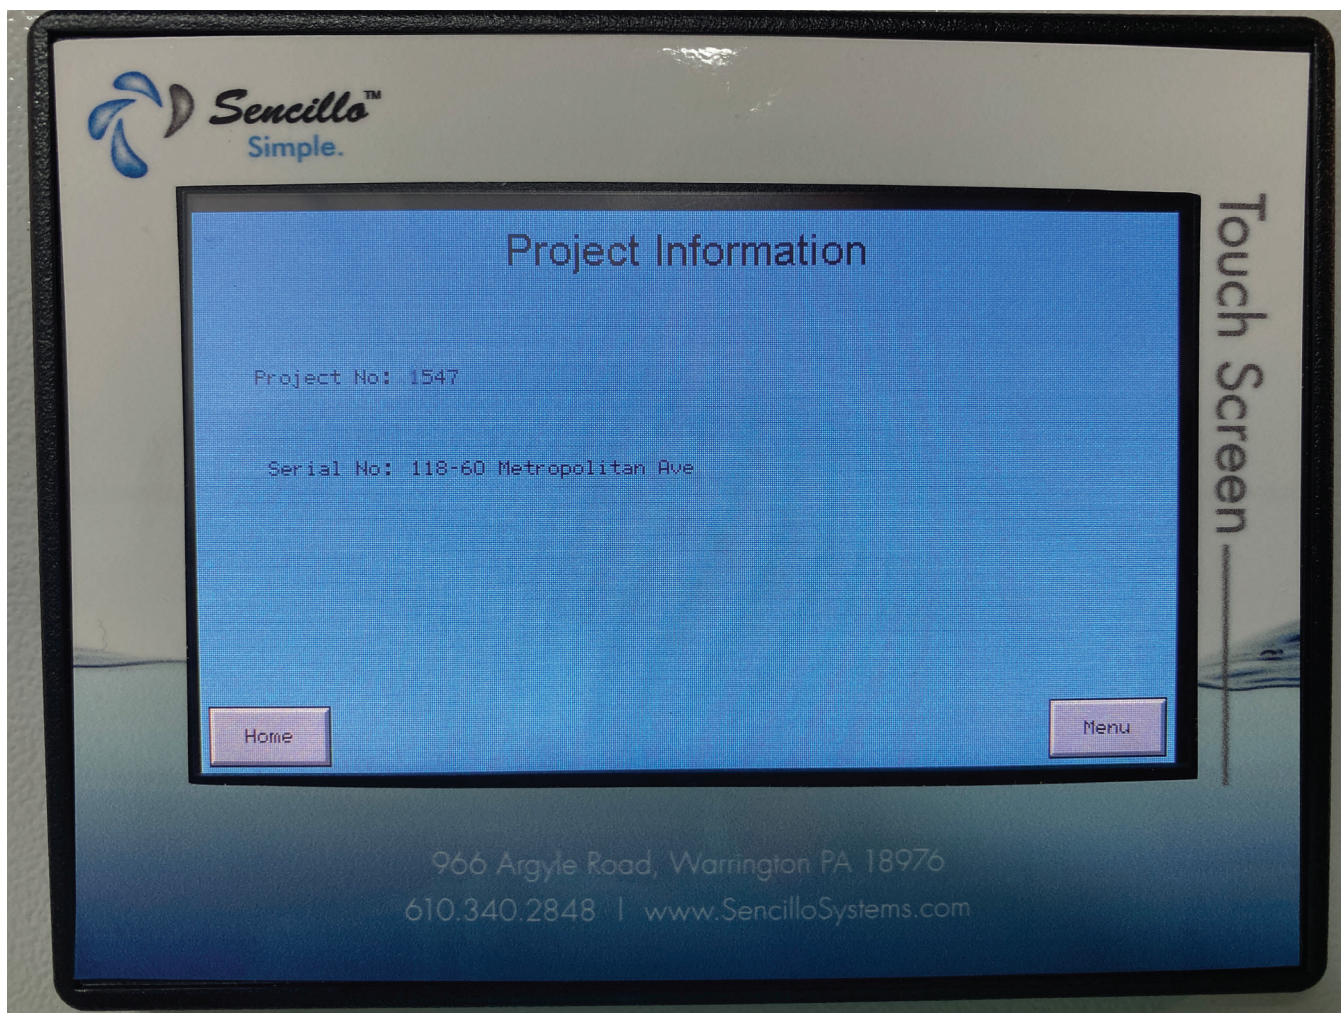 Sencillo™
Simple.
Project Information
Project No: 1547
Serial No: 118-60 Metropolitan Ave
Home
Menu
Touch Screen
966 Argyle Road, Warrington PA 18976
610.340.2848 | www.SencilloSystems.com